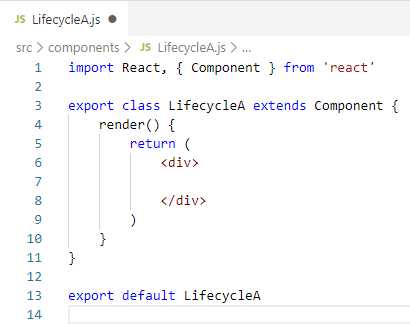 JS LifecycleA.js ●
src > components > JS LifecycleA.js > ...
1 import React, { Component } from 'react'
2
3 export class LifecycleA extends Component {
4     render() {
5         return (
6             <div>
7
8             </div>
9         )
10     }
11 }
12
13 export default LifecycleA
14